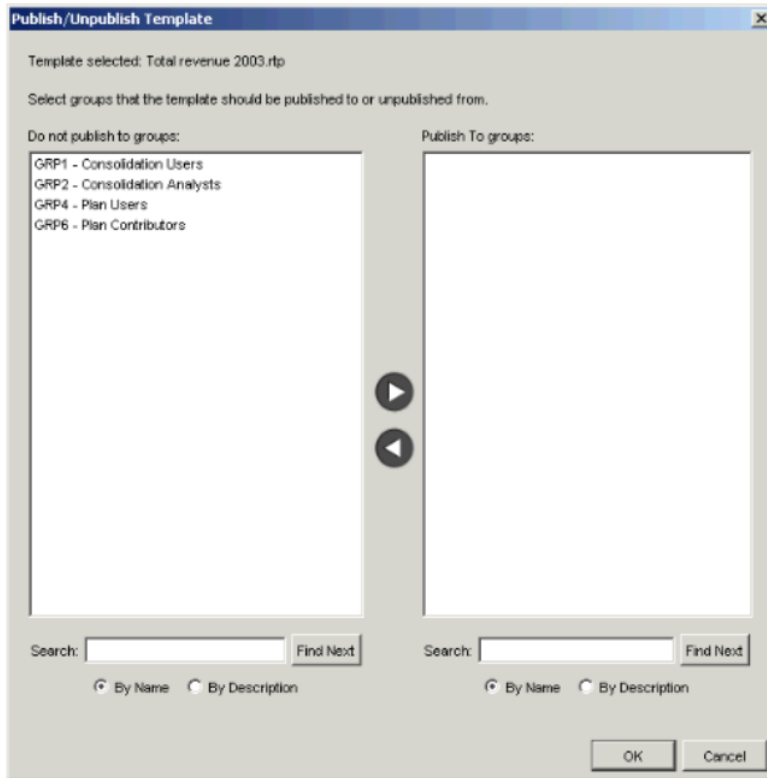 Publish/Unpublish Template
Template selected: Total revenue 2003.rtp
Select groups that the template should be published to or unpublished from.
Do not publish to groups:
Publish To groups:
GRP1 - Consolidation Users
GRP2 - Consolidation Analysts
GRP4 - Plan Users
GRP6 - Plan Contributors
Search: Find Next
Search: Find Next
By Name By Description
By Name By Description
OK Cancel